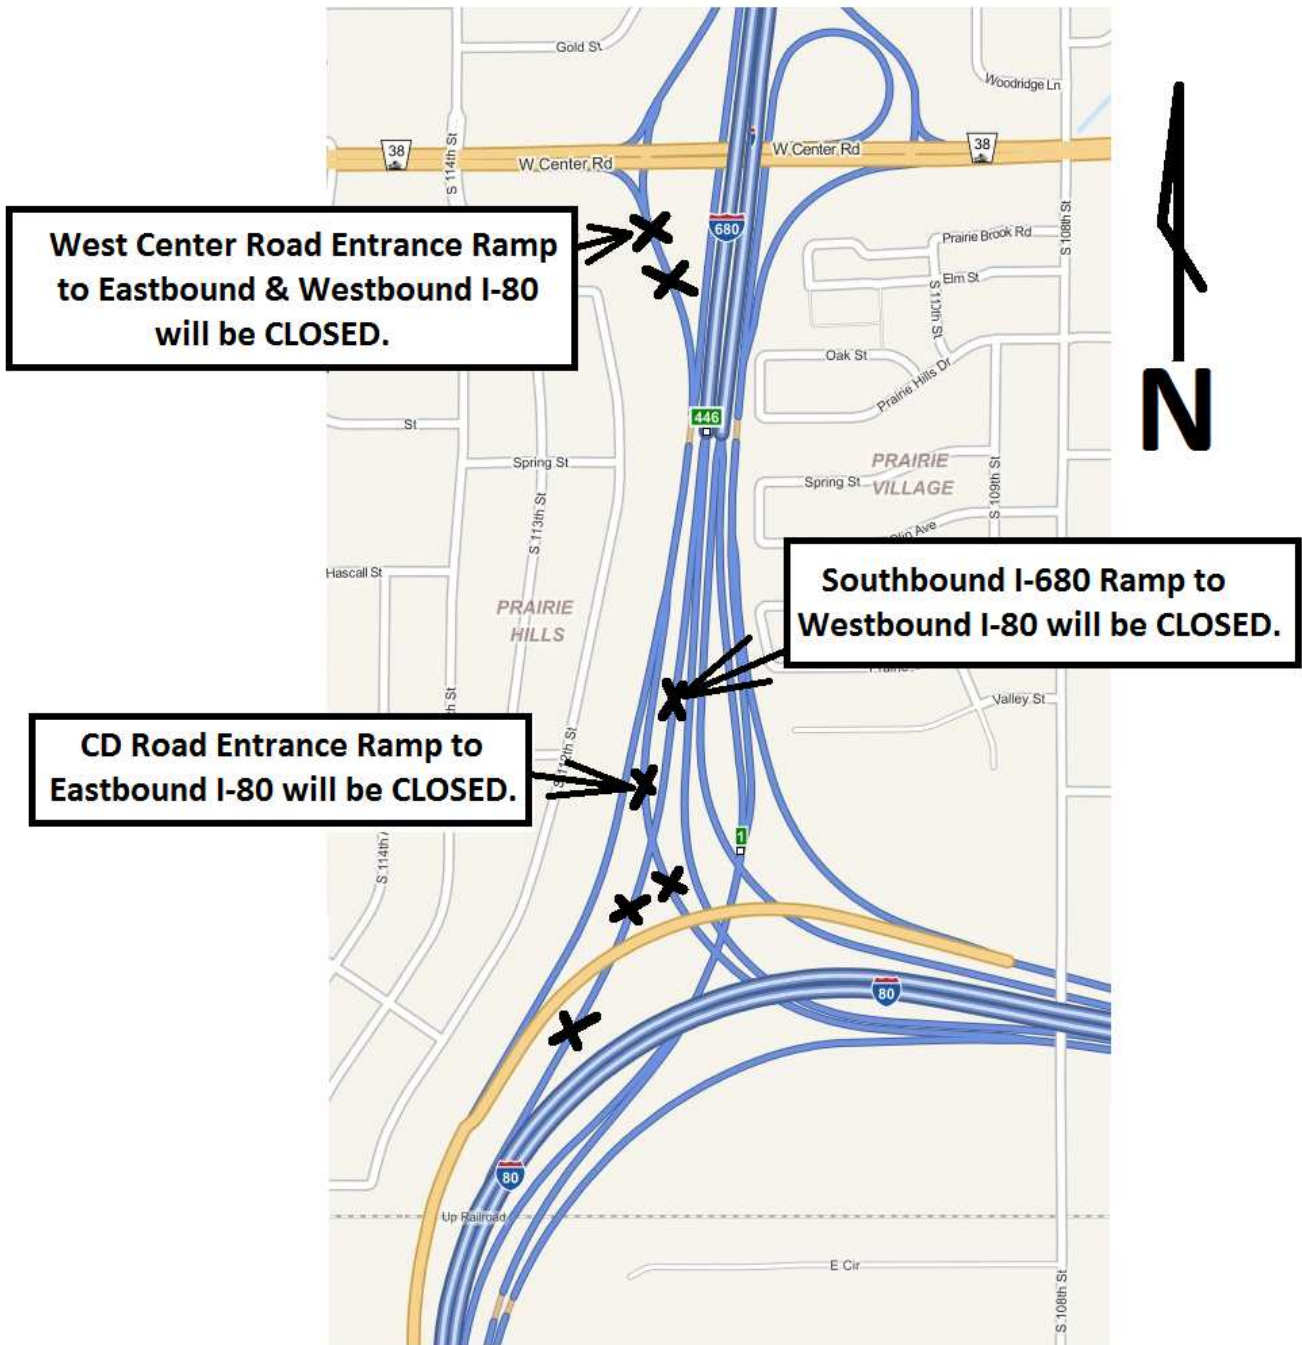 Gold St
Woodridge Ln
S 114th St
38
W Center Rd
W Center Rd
38
S 108th St
West Center Road Entrance Ramp
to Eastbound & Westbound I-80
will be CLOSED.
680
Prairie Brook Rd
Elm St
S 110th St
Oak St
Prairie Hills Dr
N
446
St
Spring St
S 113th St
PRAIRIE
VILLAGE
Spring St
S 109th St
Ave
Hascall St
PRAIRIE
HILLS
Southbound I-680 Ramp to
Westbound I-80 will be CLOSED.
St
Valley St
CD Road Entrance Ramp to
Eastbound I-80 will be CLOSED.
S 112th St
1
S 114th
80
80
Up Railroad
E Cir
S 108th St